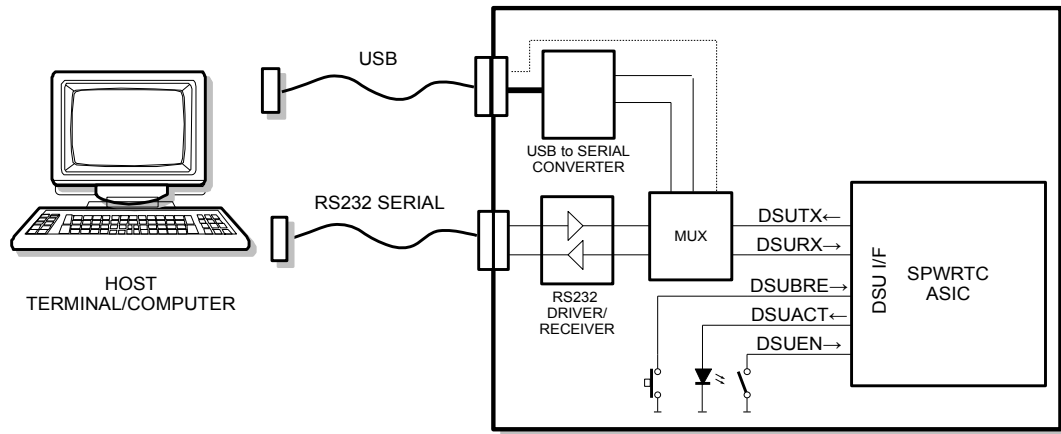 USB
USB to SERIAL
CONVERTER
RS232 SERIAL
MUX
DSUTX←
DSURX→
DSUBRE→
DSUACT←
DSUEN→
DSU I/F
SPWRTC
ASIC
HOST
TERMINAL/COMPUTER
RS232
DRIVER/
RECEIVER